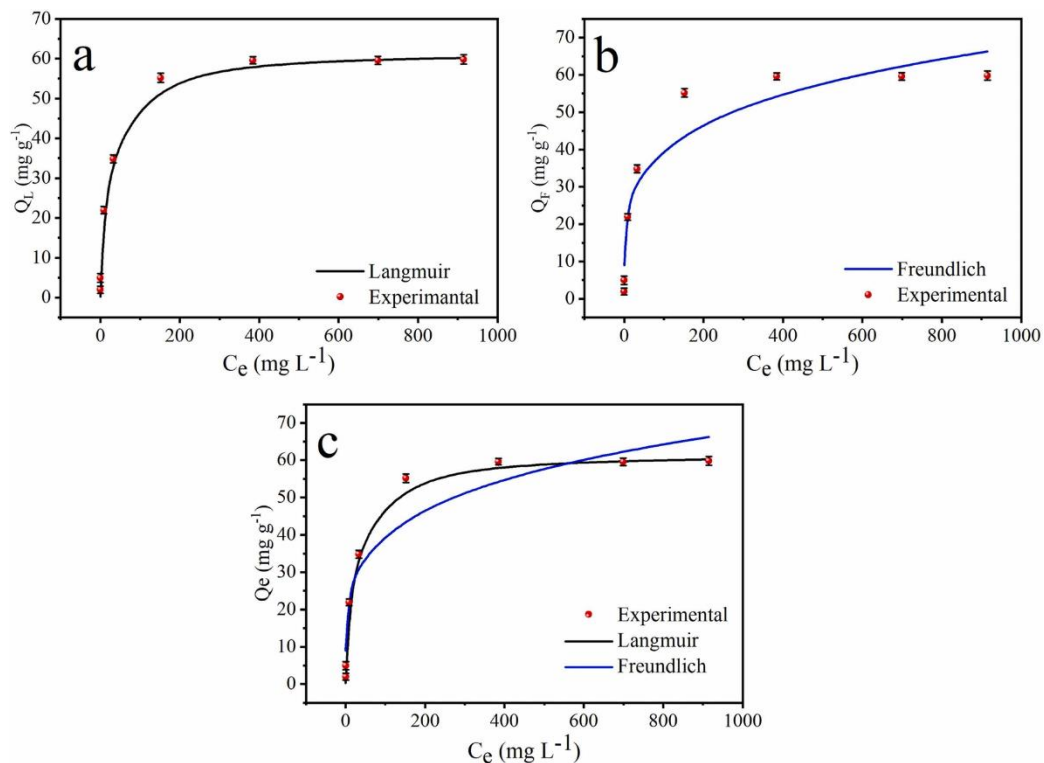 a
70
60
50
40
30
20
10
0
Q_L (mg g⁻¹)
Langmuir
Experimantal
0 200 400 600 800 1000
Cₑ (mg L⁻¹)
b
70
60
50
40
30
20
10
0
Q_F (mg g⁻¹)
Freundlich
Experimental
0 200 400 600 800 1000
Cₑ (mg L⁻¹)
c
70
60
50
40
30
20
10
0
Qe (mg g⁻¹)
Experimental
Langmuir
Freundlich
0 200 400 600 800 1000
Cₑ (mg L⁻¹)